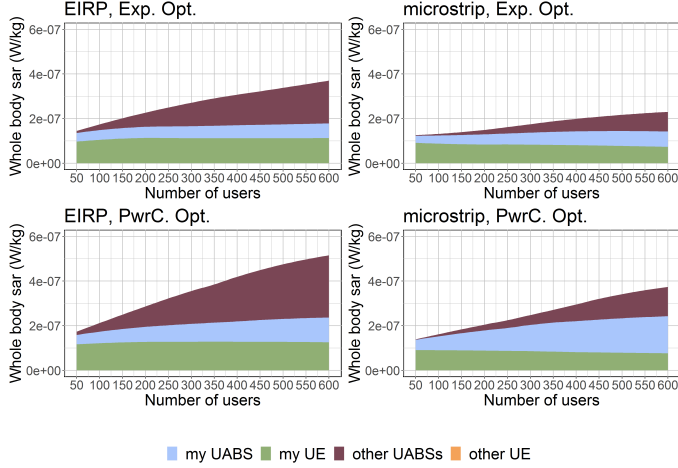 EIRP, Exp. Opt.
microstrip, Exp. Opt.
Whole body sar (W/kg)
6e-07
4e-07
2e-07
0e+00
50 100 150 200 250 300 350 400 450 500 550 600
Number of users
Whole body sar (W/kg)
6e-07
4e-07
2e-07
0e+00
50 100 150 200 250 300 350 400 450 500 550 600
Number of users
EIRP, PwrC. Opt.
microstrip, PwrC. Opt.
Whole body sar (W/kg)
6e-07
4e-07
2e-07
0e+00
50 100 150 200 250 300 350 400 450 500 550 600
Number of users
Whole body sar (W/kg)
6e-07
4e-07
2e-07
0e+00
50 100 150 200 250 300 350 400 450 500 550 600
Number of users
my UABS my UE other UABSs other UE